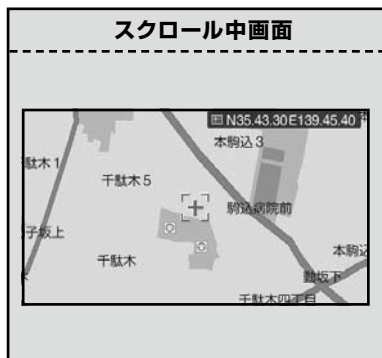 スクロール中画面
N35.43.30E139.45.40
本駒込3
駄木1
千駄木5
駒込病院前
子坂上
本駒込
千駄木
動坂下
千駄木四丁目